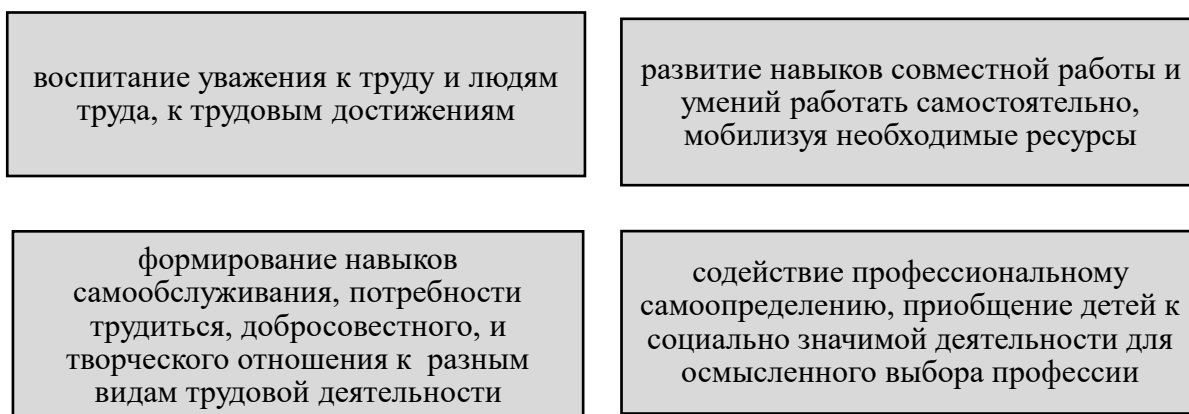 воспитание уважения к труду и людям
труда, к трудовым достижениям
развитие навыков совместной работы и
умений работать самостоятельно,
мобилизуя необходимые ресурсы
формирование навыков
самообслуживания, потребности
трудиться, добросовестного, и
творческого отношения к разным
видам трудовой деятельности
содействие профессиональному
самоопределению, приобщение детей к
социально значимой деятельности для
осмысленного выбора профессии